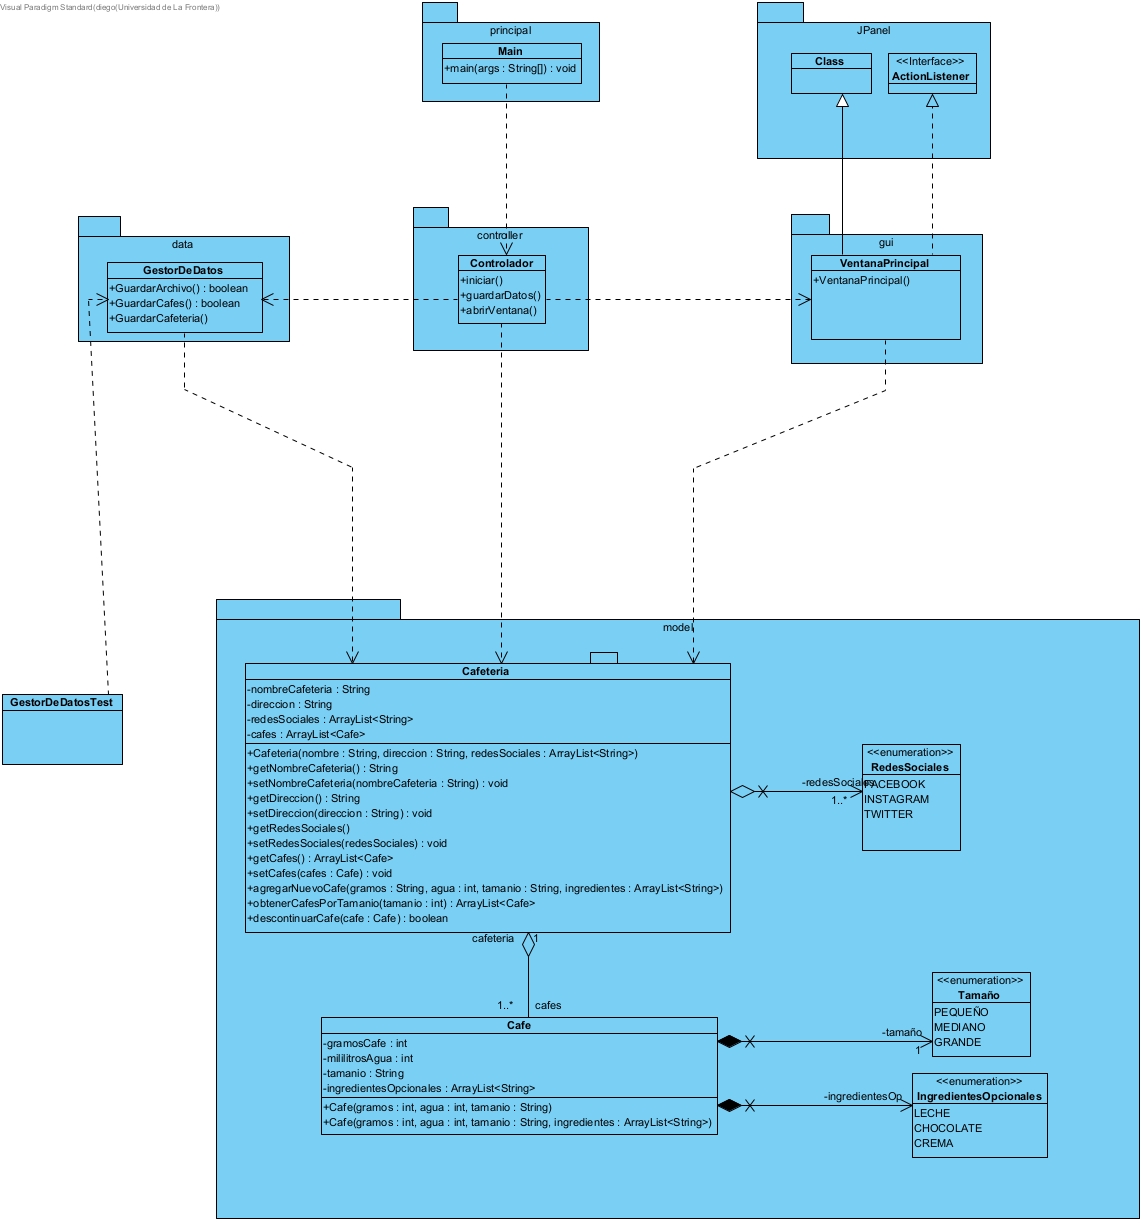 Visual Paradigm Standard(diego(Universidad de La Frontera))
principal
Main
+main(args : String[]) : void
JPanel
Class
<<Interface>>
ActionListener
data
GestorDeDatos
+GuardarArchivo() : boolean
+GuardarCafes() : boolean
+GuardarCafeteria()
controller
Controlador
+iniciar()
+guardarDatos()
+abrirVentana()
gui
VentanaPrincipal
+VentanaPrincipal()
GestorDeDatosTest
model
Cafeteria
-nombreCafeteria : String
-direccion : String
-redesSociales : ArrayList<String>
-cafes : ArrayList<Cafe>
+Cafeteria(nombre : String, direccion : String, redesSociales : ArrayList<String>)
+getNombreCafeteria() : String
+setNombreCafeteria(nombreCafeteria : String) : void
+getDireccion() : String
+setDireccion(direccion : String) : void
+getRedesSociales()
+setRedesSociales(redesSociales) : void
+getCafes() : ArrayList<Cafe>
+setCafes(cafes : Cafe) : void
+agregarNuevoCafe(gramos : String, agua : int, tamanio : String, ingredientes : ArrayList<String>)
+obtenerCafesPorTamanio(tamanio : int) : ArrayList<Cafe>
+descontinuarCafe(cafe : Cafe) : boolean
-redesSociales
1..*
<<enumeration>>
RedesSociales
FACEBOOK
INSTAGRAM
TWITTER
cafeteria
1
1..*
cafes
Cafe
-gramosCafe : int
-mililitrosAgua : int
-tamanio : String
-ingredientesOpcionales : ArrayList<String>
+Cafe(gramos : int, agua : int, tamanio : String)
+Cafe(gramos : int, agua : int, tamanio : String, ingredientes : ArrayList<String>)
-tamaño
1
<<enumeration>>
Tamaño
PEQUEÑO
MEDIANO
GRANDE
-ingredientesOp
<<enumeration>>
IngredientesOpcionales
LECHE
CHOCOLATE
CREMA